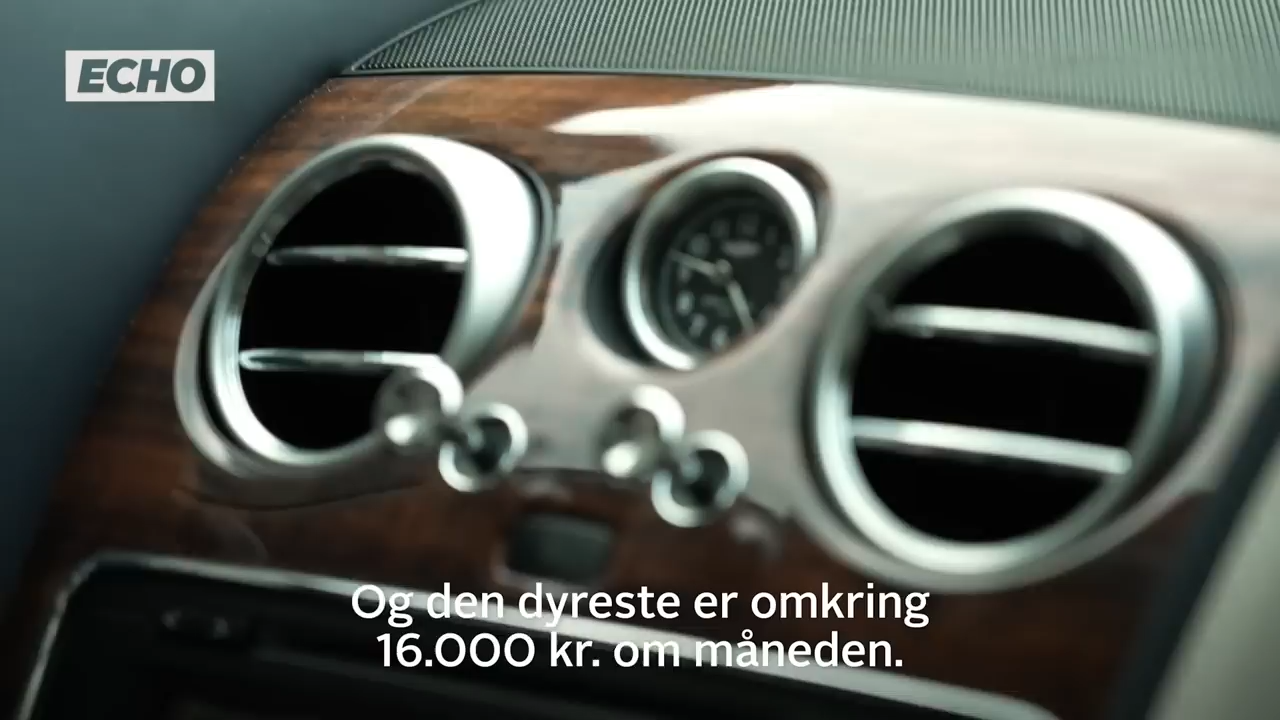 ECHO
Og den dyreste er omkring
16.000 kr. om måneden.